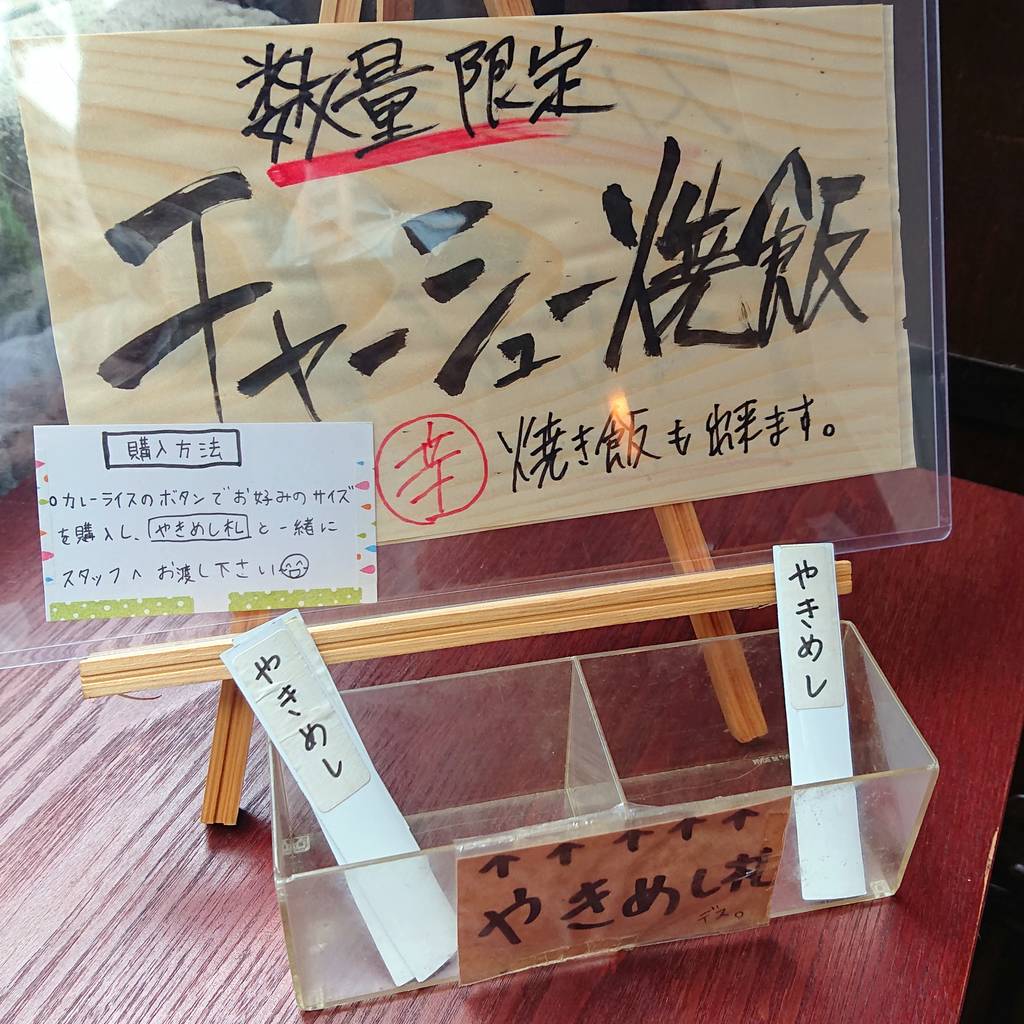 数量限定
チャーシュー焼飯
辛 焼き飯も出来ます。
購入方法
○カレーライスのボタンでお好みのサイズ
を購入し、やきめし札と一緒に
スタッフへお渡し下さい
やきめし
やきめし
↑↑↑↑↑
やきめし札
デス。